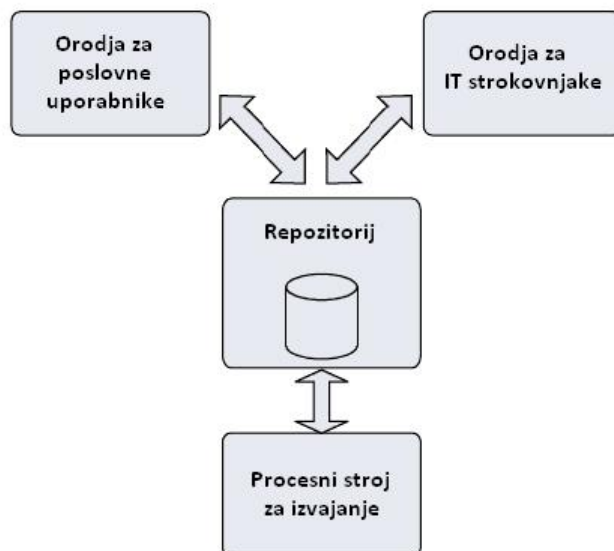 Orodja za
poslovne
uporabnike
Orodja za
IT strokovnjake
Repozitorij
Procesni stroj
za izvajanje